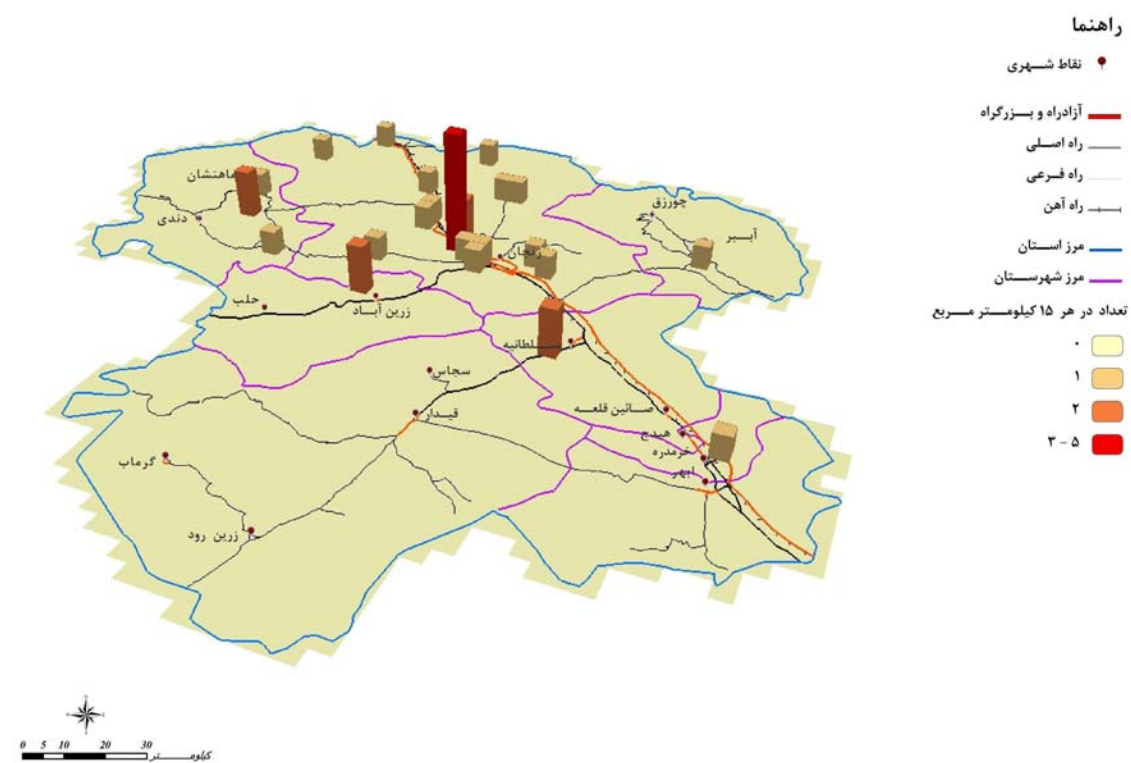 راهنما
نقاط شهری
آزادراه و بزرگراه
راه اصلی
راه فرعی
راه آهن
مرز استان
مرز شهرستان
تعداد در هر ۱۵ کیلومتر مربع
۰
۱
۲
۳ - ۵
ماهنشان
دندی
چورزق
آببر
زنجان
حلب
زرین آباد
سلطانیه
سجاس
قیدار
صائین قلعه
هیدج
خرمدره
ابهر
گرماب
زرین رود
0 5 10 20 30
کیلومتر